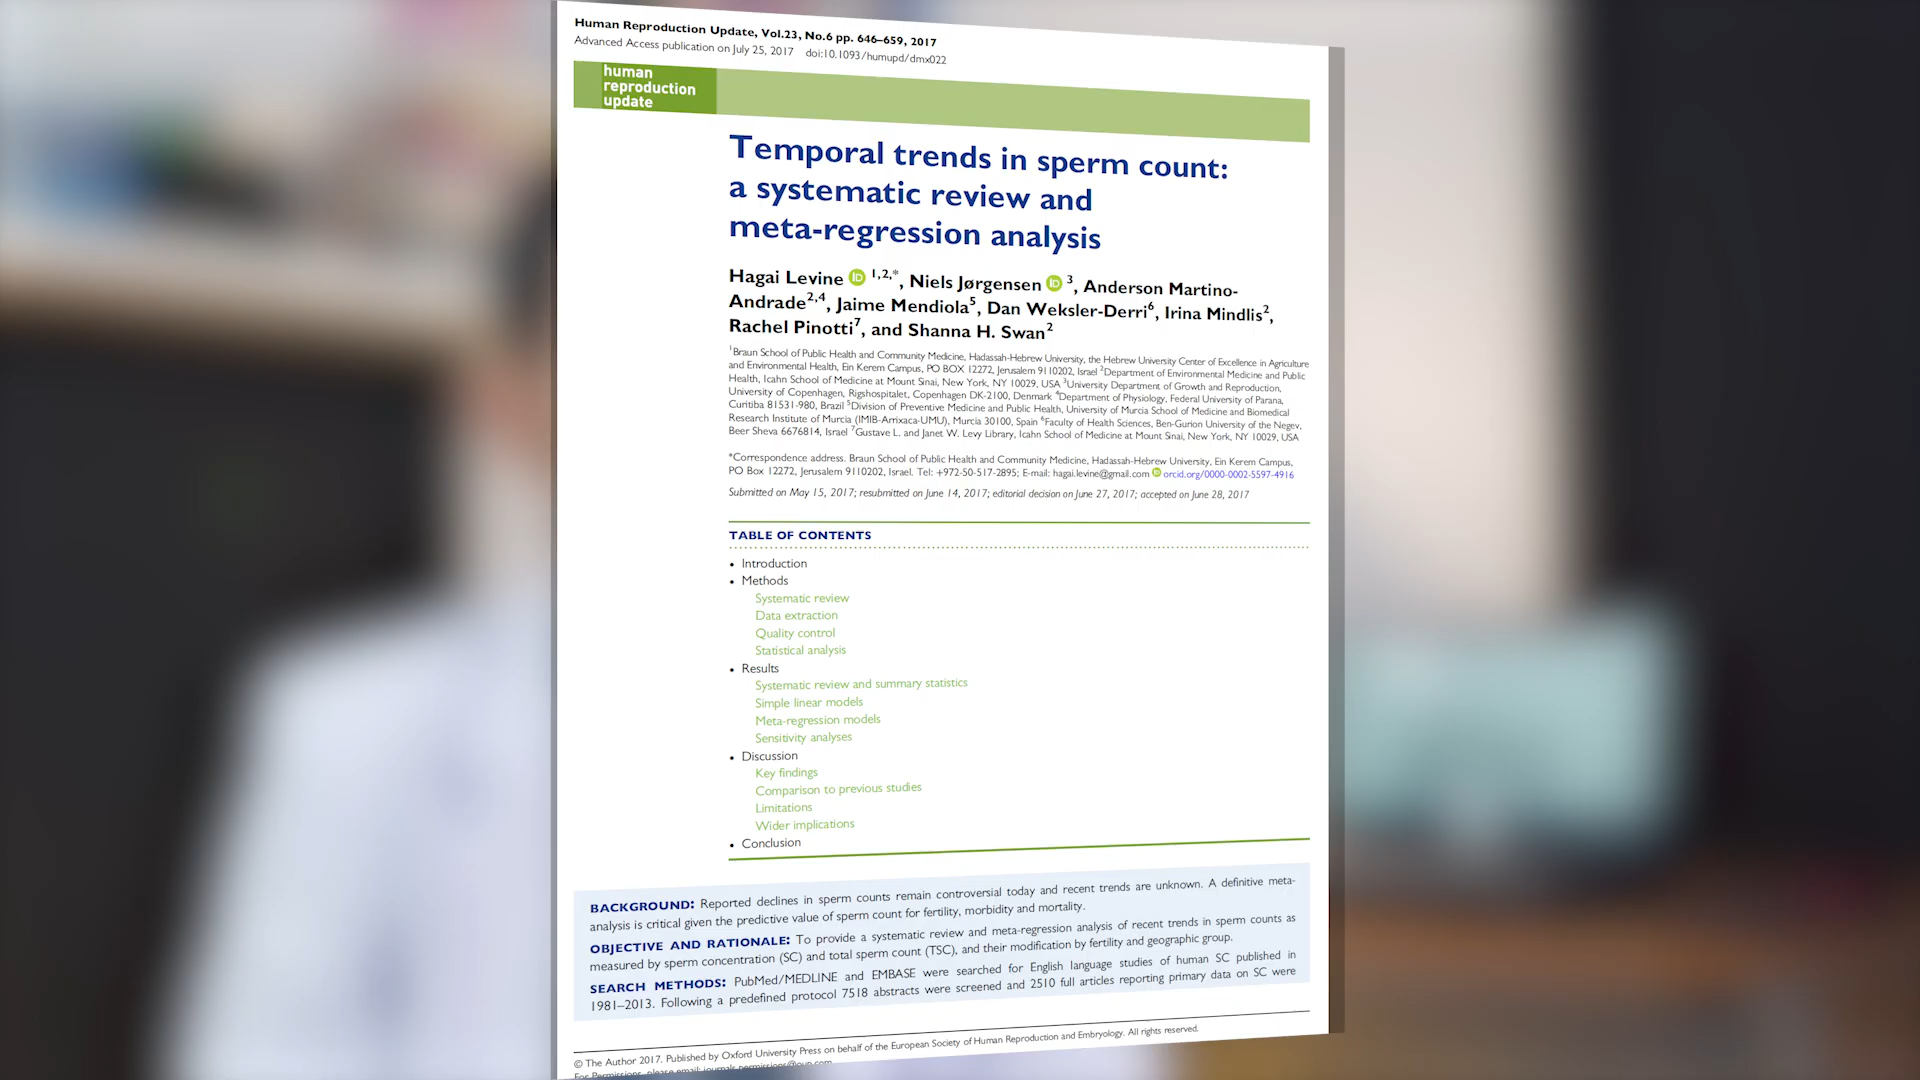 Human Reproduction Update, Vol.23, No.6 pp. 646–659, 2017
Advanced Access publication on July 25, 2017 doi:10.1093/humupd/dmx022
human
reproduction
update
Temporal trends in sperm count:
a systematic review and
meta-regression analysis
Hagai Levine iD 1,2,*, Niels Jørgensen iD 3, Anderson Martino-
Andrade2,4, Jaime Mendiola5, Dan Weksler-Derri6, Irina Mindlis2,
Rachel Pinotti7, and Shanna H. Swan2
1Braun School of Public Health and Community Medicine, Hadassah-Hebrew University, the Hebrew University Center of Excellence in Agriculture
and Environmental Health, Ein Kerem Campus, PO BOX 12272, Jerusalem 9110202, Israel 2Department of Environmental Medicine and Public
Health, Icahn School of Medicine at Mount Sinai, New York, NY 10029, USA 3University Department of Growth and Reproduction,
University of Copenhagen, Rigshospitalet, Copenhagen DK-2100, Denmark 4Department of Physiology, Federal University of Parana,
Curitiba 81531-980, Brazil 5Division of Preventive Medicine and Public Health, University of Murcia School of Medicine and Biomedical
Research Institute of Murcia (IMIB-Arrixaca-UMU), Murcia 30100, Spain 6Faculty of Health Sciences, Ben-Gurion University of the Negev,
Beer Sheva 6676814, Israel 7Gustave L. and Janet W. Levy Library, Icahn School of Medicine at Mount Sinai, New York, NY 10029, USA
*Correspondence address. Braun School of Public Health and Community Medicine, Hadassah-Hebrew University, Ein Kerem Campus,
PO Box 12272, Jerusalem 9110202, Israel. Tel: +972-50-517-2895; E-mail: hagai.levine@gmail.com iD orcid.org/0000-0002-5597-4916
Submitted on May 15, 2017; resubmitted on June 14, 2017; editorial decision on June 27, 2017; accepted on June 28, 2017
TABLE OF CONTENTS
• Introduction
• Methods
Systematic review
Data extraction
Quality control
Statistical analysis
• Results
Systematic review and summary statistics
Simple linear models
Meta-regression models
Sensitivity analyses
• Discussion
Key findings
Comparison to previous studies
Limitations
Wider implications
• Conclusion
BACKGROUND: Reported declines in sperm counts remain controversial today and recent trends are unknown. A definitive meta-
analysis is critical given the predictive value of sperm count for fertility, morbidity and mortality.
OBJECTIVE AND RATIONALE: To provide a systematic review and meta-regression analysis of recent trends in sperm counts as
measured by sperm concentration (SC) and total sperm count (TSC), and their modification by fertility and geographic group.
SEARCH METHODS: PubMed/MEDLINE and EMBASE were searched for English language studies of human SC published in
1981–2013. Following a predefined protocol 7518 abstracts were screened and 2510 full articles reporting primary data on SC were
© The Author 2017. Published by Oxford University Press on behalf of the European Society of Human Reproduction and Embryology. All rights reserved.
For Permissions, please email: journals.permissions@oup.com